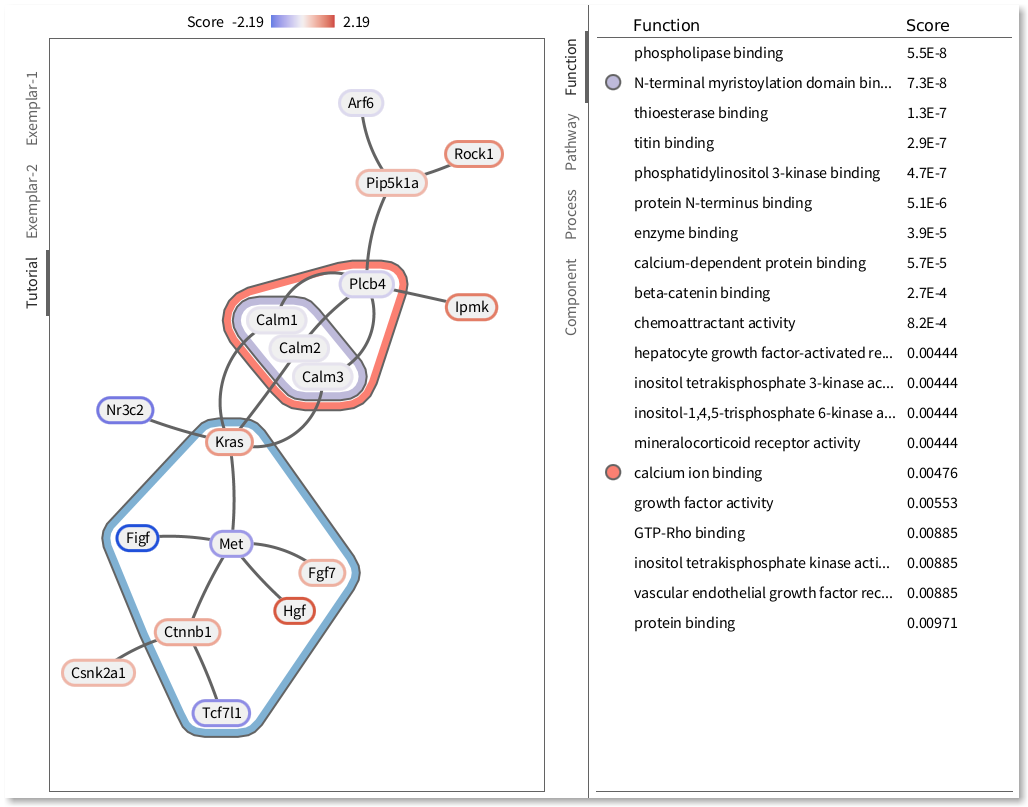 Score -2.19 2.19
Exemplar-1
Exemplar-2
Tutorial
Arf6
Rock1
Pip5k1a
Plcb4
Ipmk
Calm1
Calm2
Calm3
Nr3c2
Kras
Figf
Met
Fgf7
Hgf
Ctnnb1
Csnk2a1
Tcf7l1
Function
Pathway
Process
Component
Function Score
phospholipase binding 5.5E-8
N-terminal myristoylation domain bin... 7.3E-8
thioesterase binding 1.3E-7
titin binding 2.9E-7
phosphatidylinositol 3-kinase binding 4.7E-7
protein N-terminus binding 5.1E-6
enzyme binding 3.9E-5
calcium-dependent protein binding 5.7E-5
beta-catenin binding 2.7E-4
chemoattractant activity 8.2E-4
hepatocyte growth factor-activated re... 0.00444
inositol tetrakisphosphate 3-kinase ac... 0.00444
inositol-1,4,5-trisphosphate 6-kinase a... 0.00444
mineralocorticoid receptor activity 0.00444
calcium ion binding 0.00476
growth factor activity 0.00553
GTP-Rho binding 0.00885
inositol tetrakisphosphate kinase acti... 0.00885
vascular endothelial growth factor rec... 0.00885
protein binding 0.00971